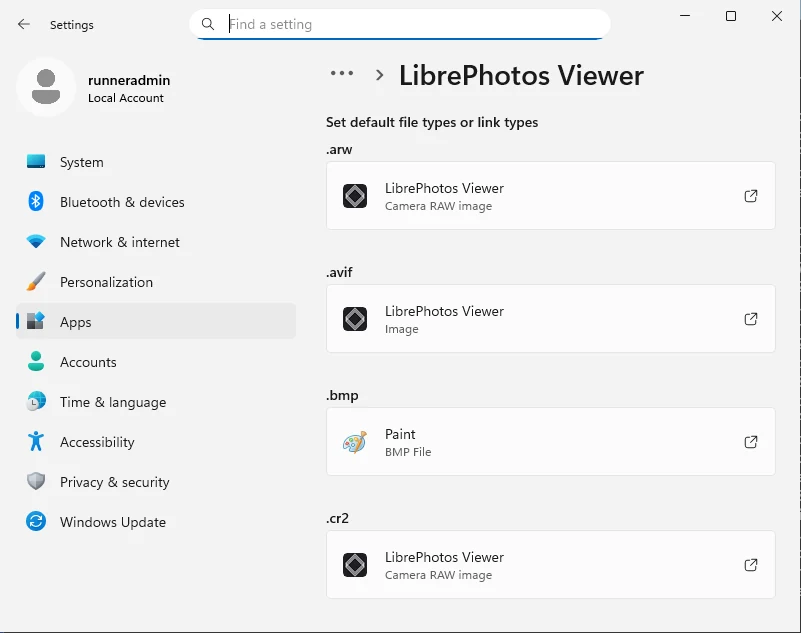 Settings
Find a setting
runneradmin
Local Account
System
Bluetooth & devices
Network & internet
Personalization
Apps
Accounts
Time & language
Accessibility
Privacy & security
Windows Update
LibrePhotos Viewer
Set default file types or link types
.arw
LibrePhotos Viewer
Camera RAW image
.avif
LibrePhotos Viewer
Image
.bmp
Paint
BMP File
.cr2
LibrePhotos Viewer
Camera RAW image